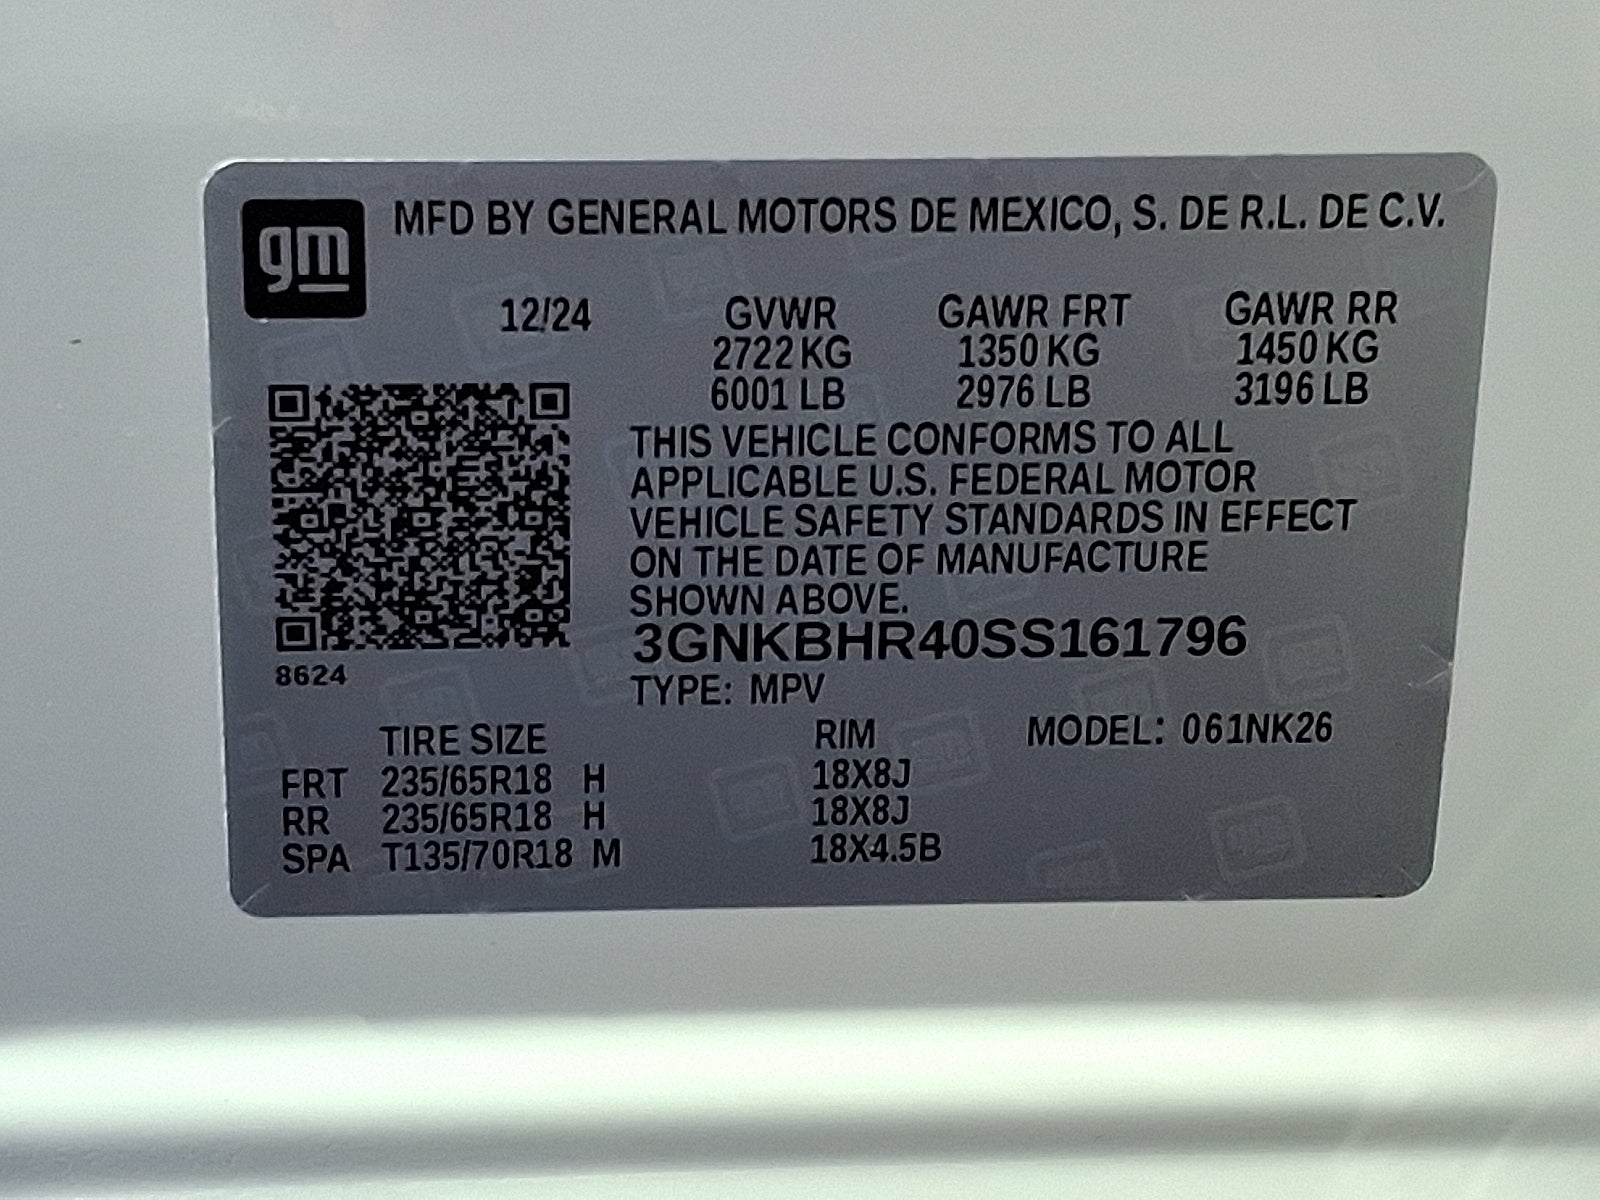 gm
MFD BY GENERAL MOTORS DE MEXICO, S. DE R.L. DE C.V.
12/24 GVWR GAWR FRT GAWR RR
2722 KG 1350 KG 1450 KG
6001 LB 2976 LB 3196 LB
THIS VEHICLE CONFORMS TO ALL
APPLICABLE U.S. FEDERAL MOTOR
VEHICLE SAFETY STANDARDS IN EFFECT
ON THE DATE OF MANUFACTURE
SHOWN ABOVE.
3GNKBHR40SS161796
8624
TYPE: MPV
TIRE SIZE RIM MODEL: 061NK26
FRT 235/65R18 H 18X8J
RR 235/65R18 H 18X8J
SPA T135/70R18 M 18X4.5B